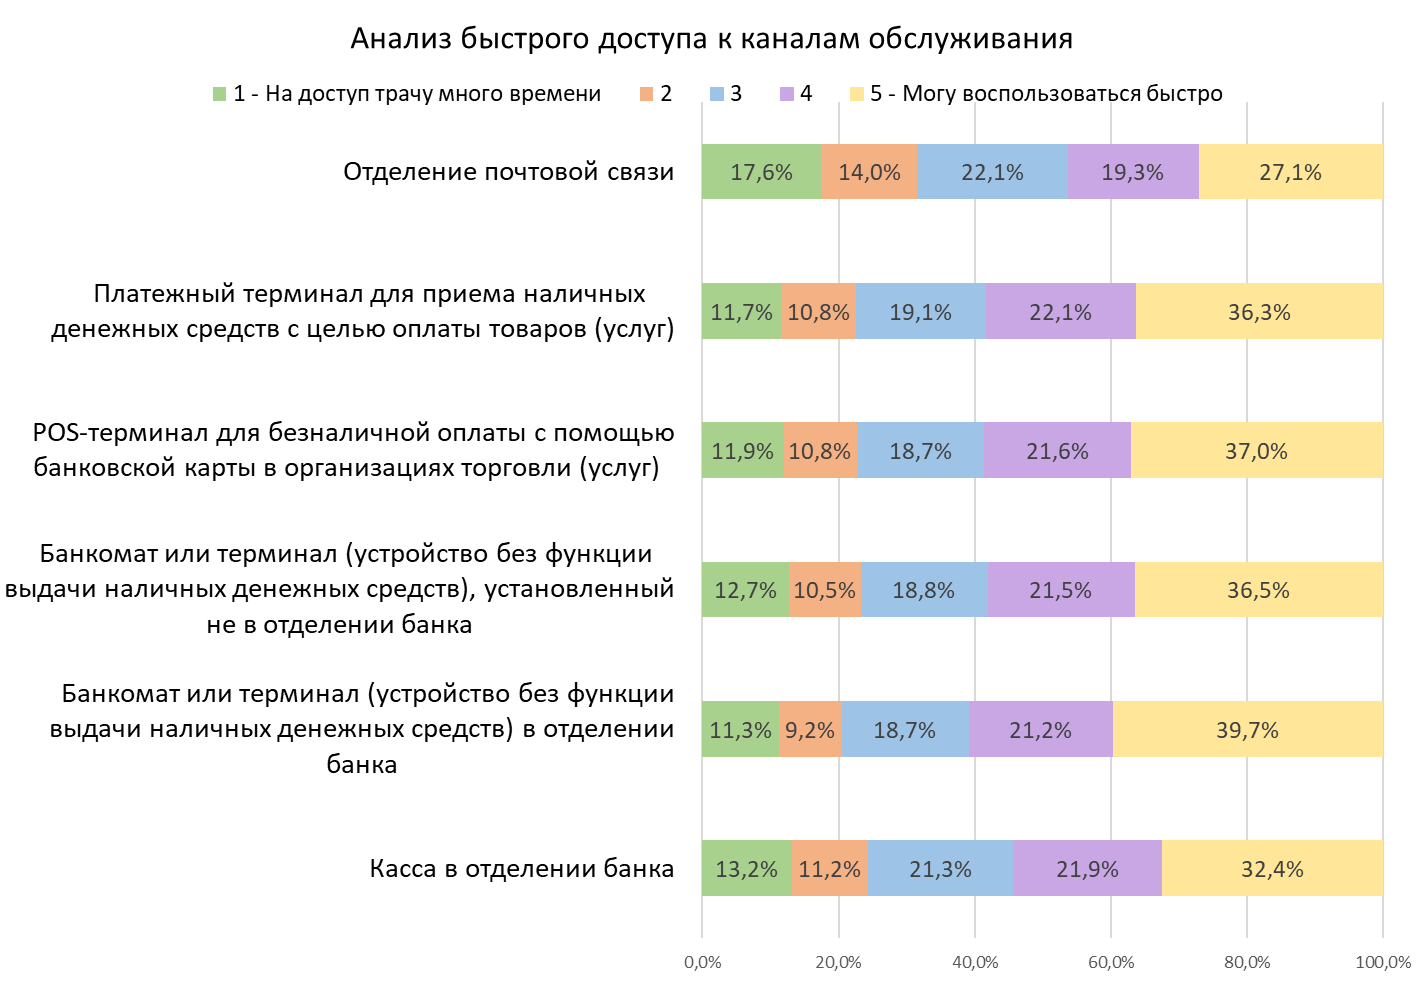 Анализ быстрого доступа к каналам обслуживания
1 - На доступ трачу много времени 2 3 4 5 - Могу воспользоваться быстро
Отделение почтовой связи
17,6% 14,0% 22,1% 19,3% 27,1%
Платежный терминал для приема наличных
денежных средств с целью оплаты товаров (услуг)
11,7% 10,8% 19,1% 22,1% 36,3%
POS-терминал для безналичной оплаты с помощью
банковской карты в организациях торговли (услуг)
11,9% 10,8% 18,7% 21,6% 37,0%
Банкомат или терминал (устройство без функции
выдачи наличных денежных средств), установленный
не в отделении банка
12,7% 10,5% 18,8% 21,5% 36,5%
Банкомат или терминал (устройство без функции
выдачи наличных денежных средств) в отделении
банка
11,3% 9,2% 18,7% 21,2% 39,7%
Касса в отделении банка
13,2% 11,2% 21,3% 21,9% 32,4%
0,0% 20,0% 40,0% 60,0% 80,0% 100,0%